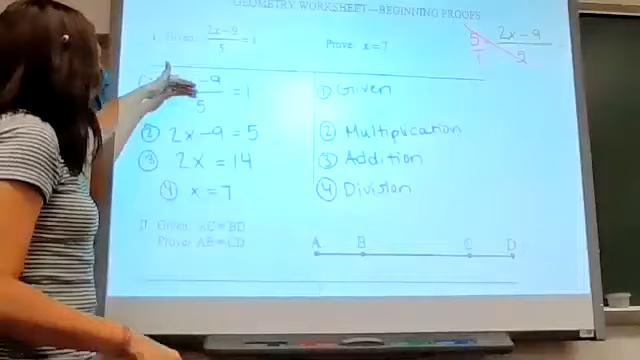 GEOMETRY WORKSHEET—BEGINNING PROOFS
I. Given: 2x-9/5 = 1 Prove: x=7
5/1 · 2x-9/5
-9/5 = 1 ① Given
② 2x-9=5 ② Multiplication
③ 2x = 14 ③ Addition
④ x = 7 ④ Division
II. Given: AC = BD
Prove: AB = CD
A B C D